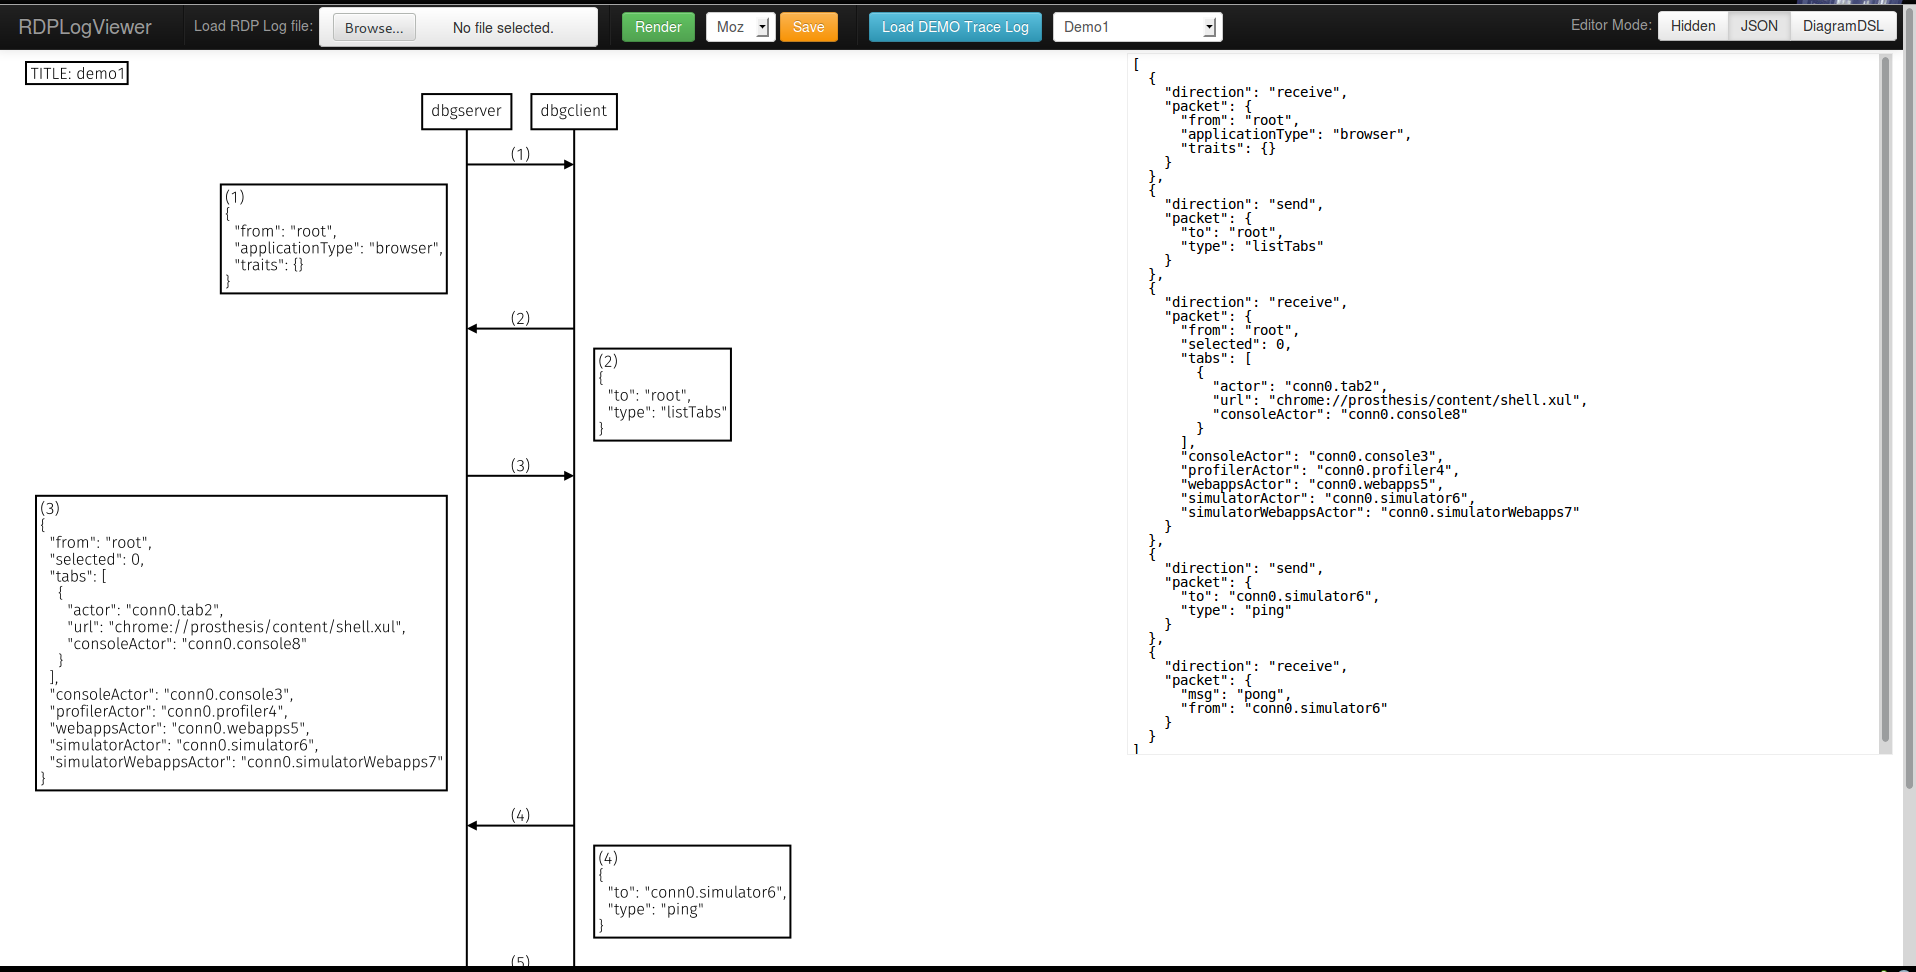 RDPLogViewer Load RDP Log file: Browse... No file selected. Render Moz Save Load DEMO Trace Log Demo1 Editor Mode: Hidden JSON DiagramDSL
TITLE: demo1
dbgserver dbgclient
(1)
(1)
{
"from": "root",
"applicationType": "browser",
"traits": {}
}
(2)
(2)
{
"to": "root",
"type": "listTabs"
}
(3)
(3)
{
"from": "root",
"selected": 0,
"tabs": [
{
"actor": "conn0.tab2",
"url": "chrome://prosthesis/content/shell.xul",
"consoleActor": "conn0.console8"
}
],
"consoleActor": "conn0.console3",
"profilerActor": "conn0.profiler4",
"webappsActor": "conn0.webapps5",
"simulatorActor": "conn0.simulator6",
"simulatorWebappsActor": "conn0.simulatorWebapps7"
}
(4)
(4)
{
"to": "conn0.simulator6",
"type": "ping"
}
(5)
[
{
"direction": "receive",
"packet": {
"from": "root",
"applicationType": "browser",
"traits": {}
}
},
{
"direction": "send",
"packet": {
"to": "root",
"type": "listTabs"
}
},
{
"direction": "receive",
"packet": {
"from": "root",
"selected": 0,
"tabs": [
{
"actor": "conn0.tab2",
"url": "chrome://prosthesis/content/shell.xul",
"consoleActor": "conn0.console8"
}
],
"consoleActor": "conn0.console3",
"profilerActor": "conn0.profiler4",
"webappsActor": "conn0.webapps5",
"simulatorActor": "conn0.simulator6",
"simulatorWebappsActor": "conn0.simulatorWebapps7"
}
},
{
"direction": "send",
"packet": {
"to": "conn0.simulator6",
"type": "ping"
}
},
{
"direction": "receive",
"packet": {
"msg": "pong",
"from": "conn0.simulator6"
}
}
]